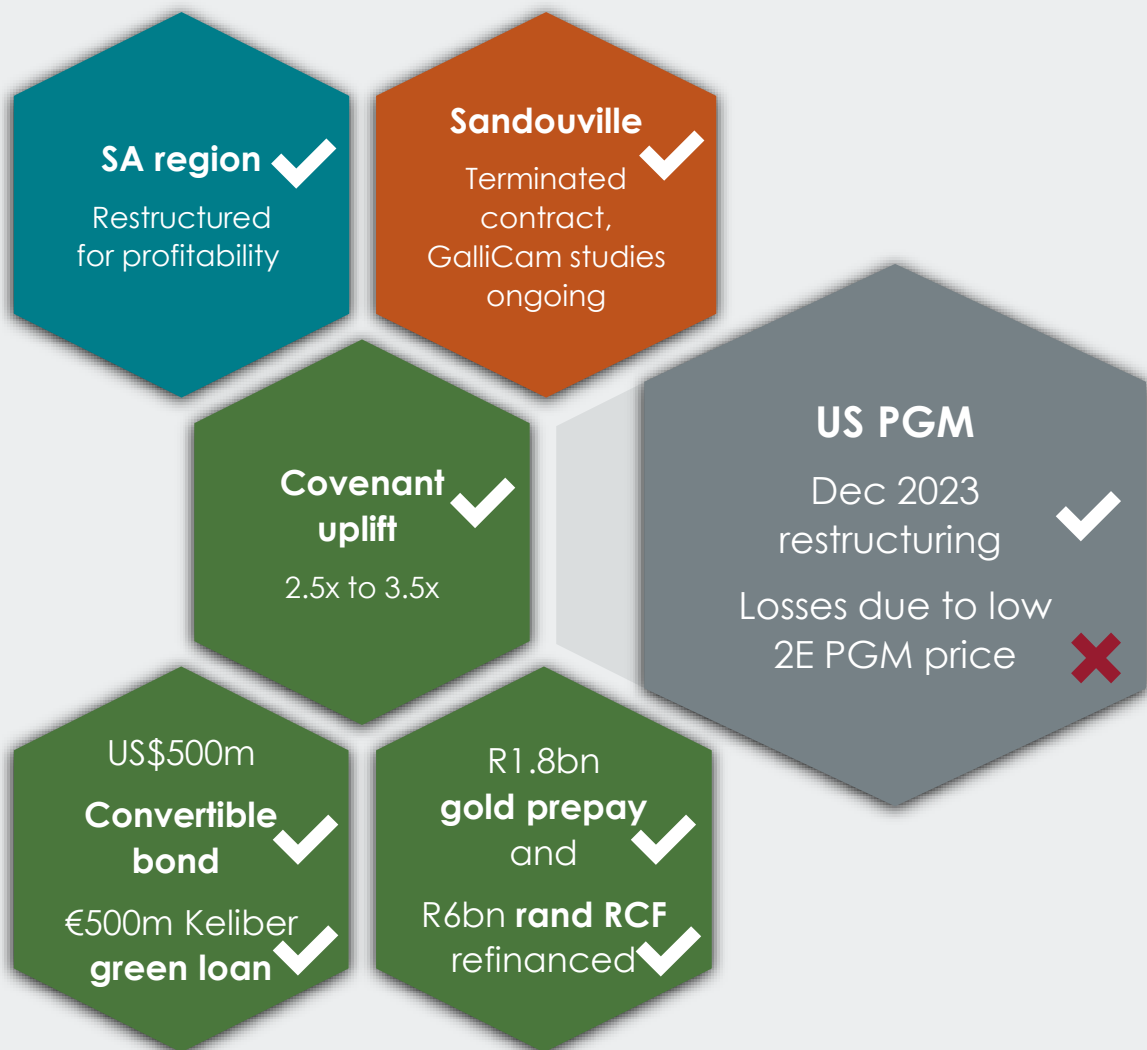 SA region
Restructured
for profitability
Sandouville
Terminated
contract,
GalliCam studies
ongoing
Covenant
uplift
2.5x to 3.5x
US PGM
Dec 2023
restructuring
Losses due to low
2E PGM price
US$500m
Convertible
bond
€500m Keliber
green loan
R1.8bn
gold prepay
and
R6bn rand RCF
refinanced